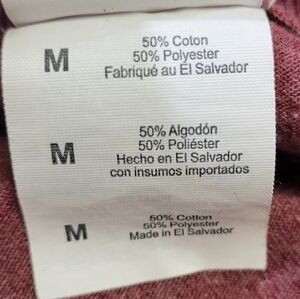 50% Coton
M 50% Polyester
Fabriqué au El Salvador
50% Algodón
M 50% Poliéster
Hecho en El Salvador
con insumos importados
50% Cotton
M 50% Polyester
Made in El Salvador